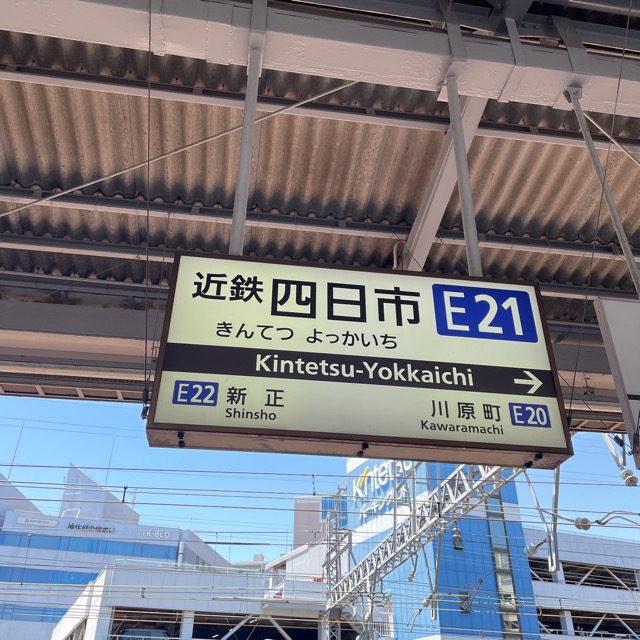 近鉄 四日市 E21
きんてつ よっかいち
Kintetsu-Yokkaichi
E22 新正
Shinsho
川原町 E20
Kawaramachi
Kintetsu